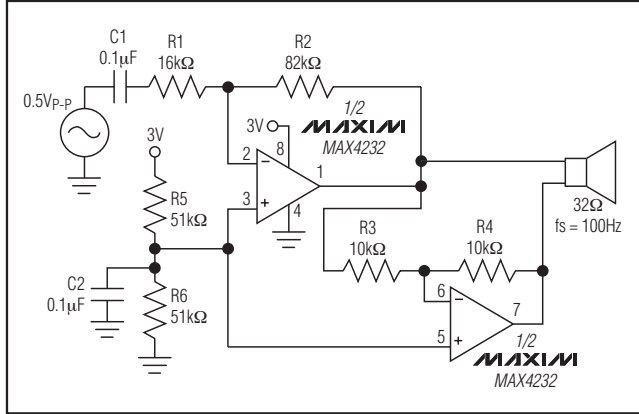 C1
0.1µF
R1
16kΩ
R2
82kΩ
0.5VP-P
3V
1/2
MAXIM
MAX4232
3V
8
2
−
1
3
+
4
R5
51kΩ
32Ω
fs = 100Hz
R3
10kΩ
R4
10kΩ
C2
0.1µF
R6
51kΩ
6
−
7
5
+
1/2
MAXIM
MAX4232